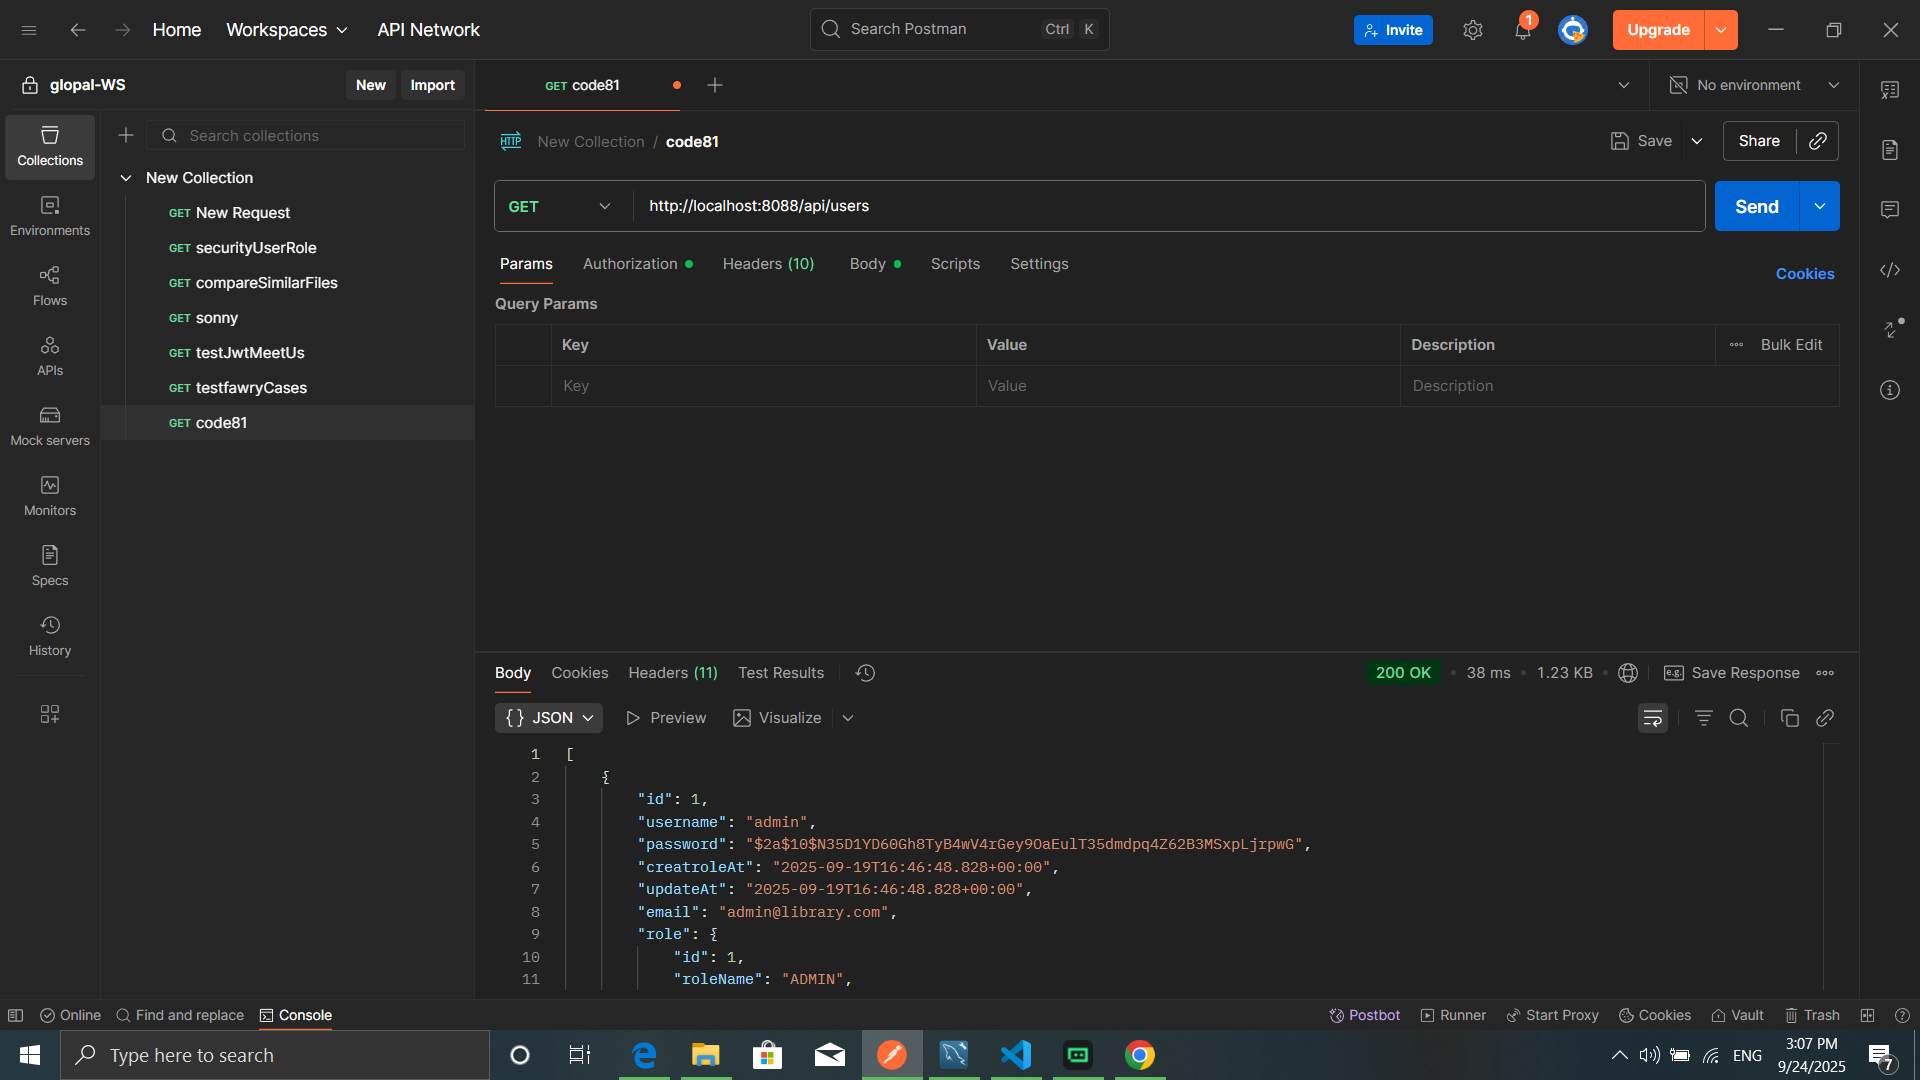 Home
Workspaces
API Network
Search Postman
Ctrl K
Invite
1
Upgrade
glopal-WS
New
Import
GET code81
No environment
Collections
Environments
Flows
APIs
Mock servers
Monitors
Specs
History
Search collections
New Collection
GET New Request
GET securityUserRole
GET compareSimilarFiles
GET sonny
GET testJwtMeetUs
GET testfawryCases
GET code81
HTTP
New Collection / code81
Save
Share
GET
http://localhost:8088/api/users
Send
Params
Authorization
Headers (10)
Body
Scripts
Settings
Cookies
Query Params
Key Value Description
Bulk Edit
Key Value Description
Body
Cookies
Headers (11)
Test Results
200 OK
38 ms
1.23 KB
e.g.
Save Response
{} JSON
Preview
Visualize
1 [
2 {
3 "id": 1,
4 "username": "admin",
5 "password": "$2a$10$N35D1YD60Gh8TyB4wV4rGey9OaEulT35dmdpq4Z62B3MSxpLjrpwG",
6 "creatroleAt": "2025-09-19T16:46:48.828+00:00",
7 "updateAt": "2025-09-19T16:46:48.828+00:00",
8 "email": "admin@library.com",
9 "role": {
10 "id": 1,
11 "roleName": "ADMIN",
Online
Find and replace
Console
Postbot
Runner
Start Proxy
Cookies
Vault
Trash
Type here to search
ENG
3:07 PM
9/24/2025
7